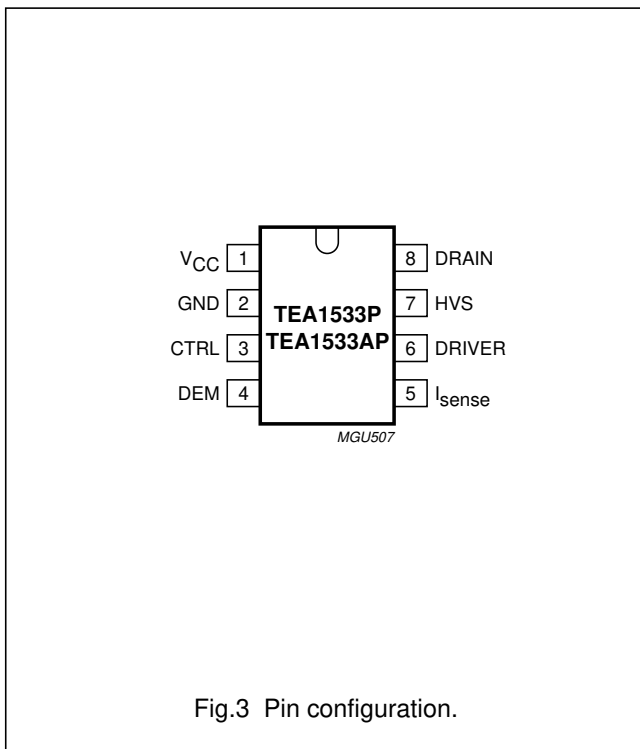 VCC 1
GND 2
CTRL 3
DEM 4
TEA1533P
TEA1533AP
8 DRAIN
7 HVS
6 DRIVER
5 Isense
MGU507
Fig.3 Pin configuration.